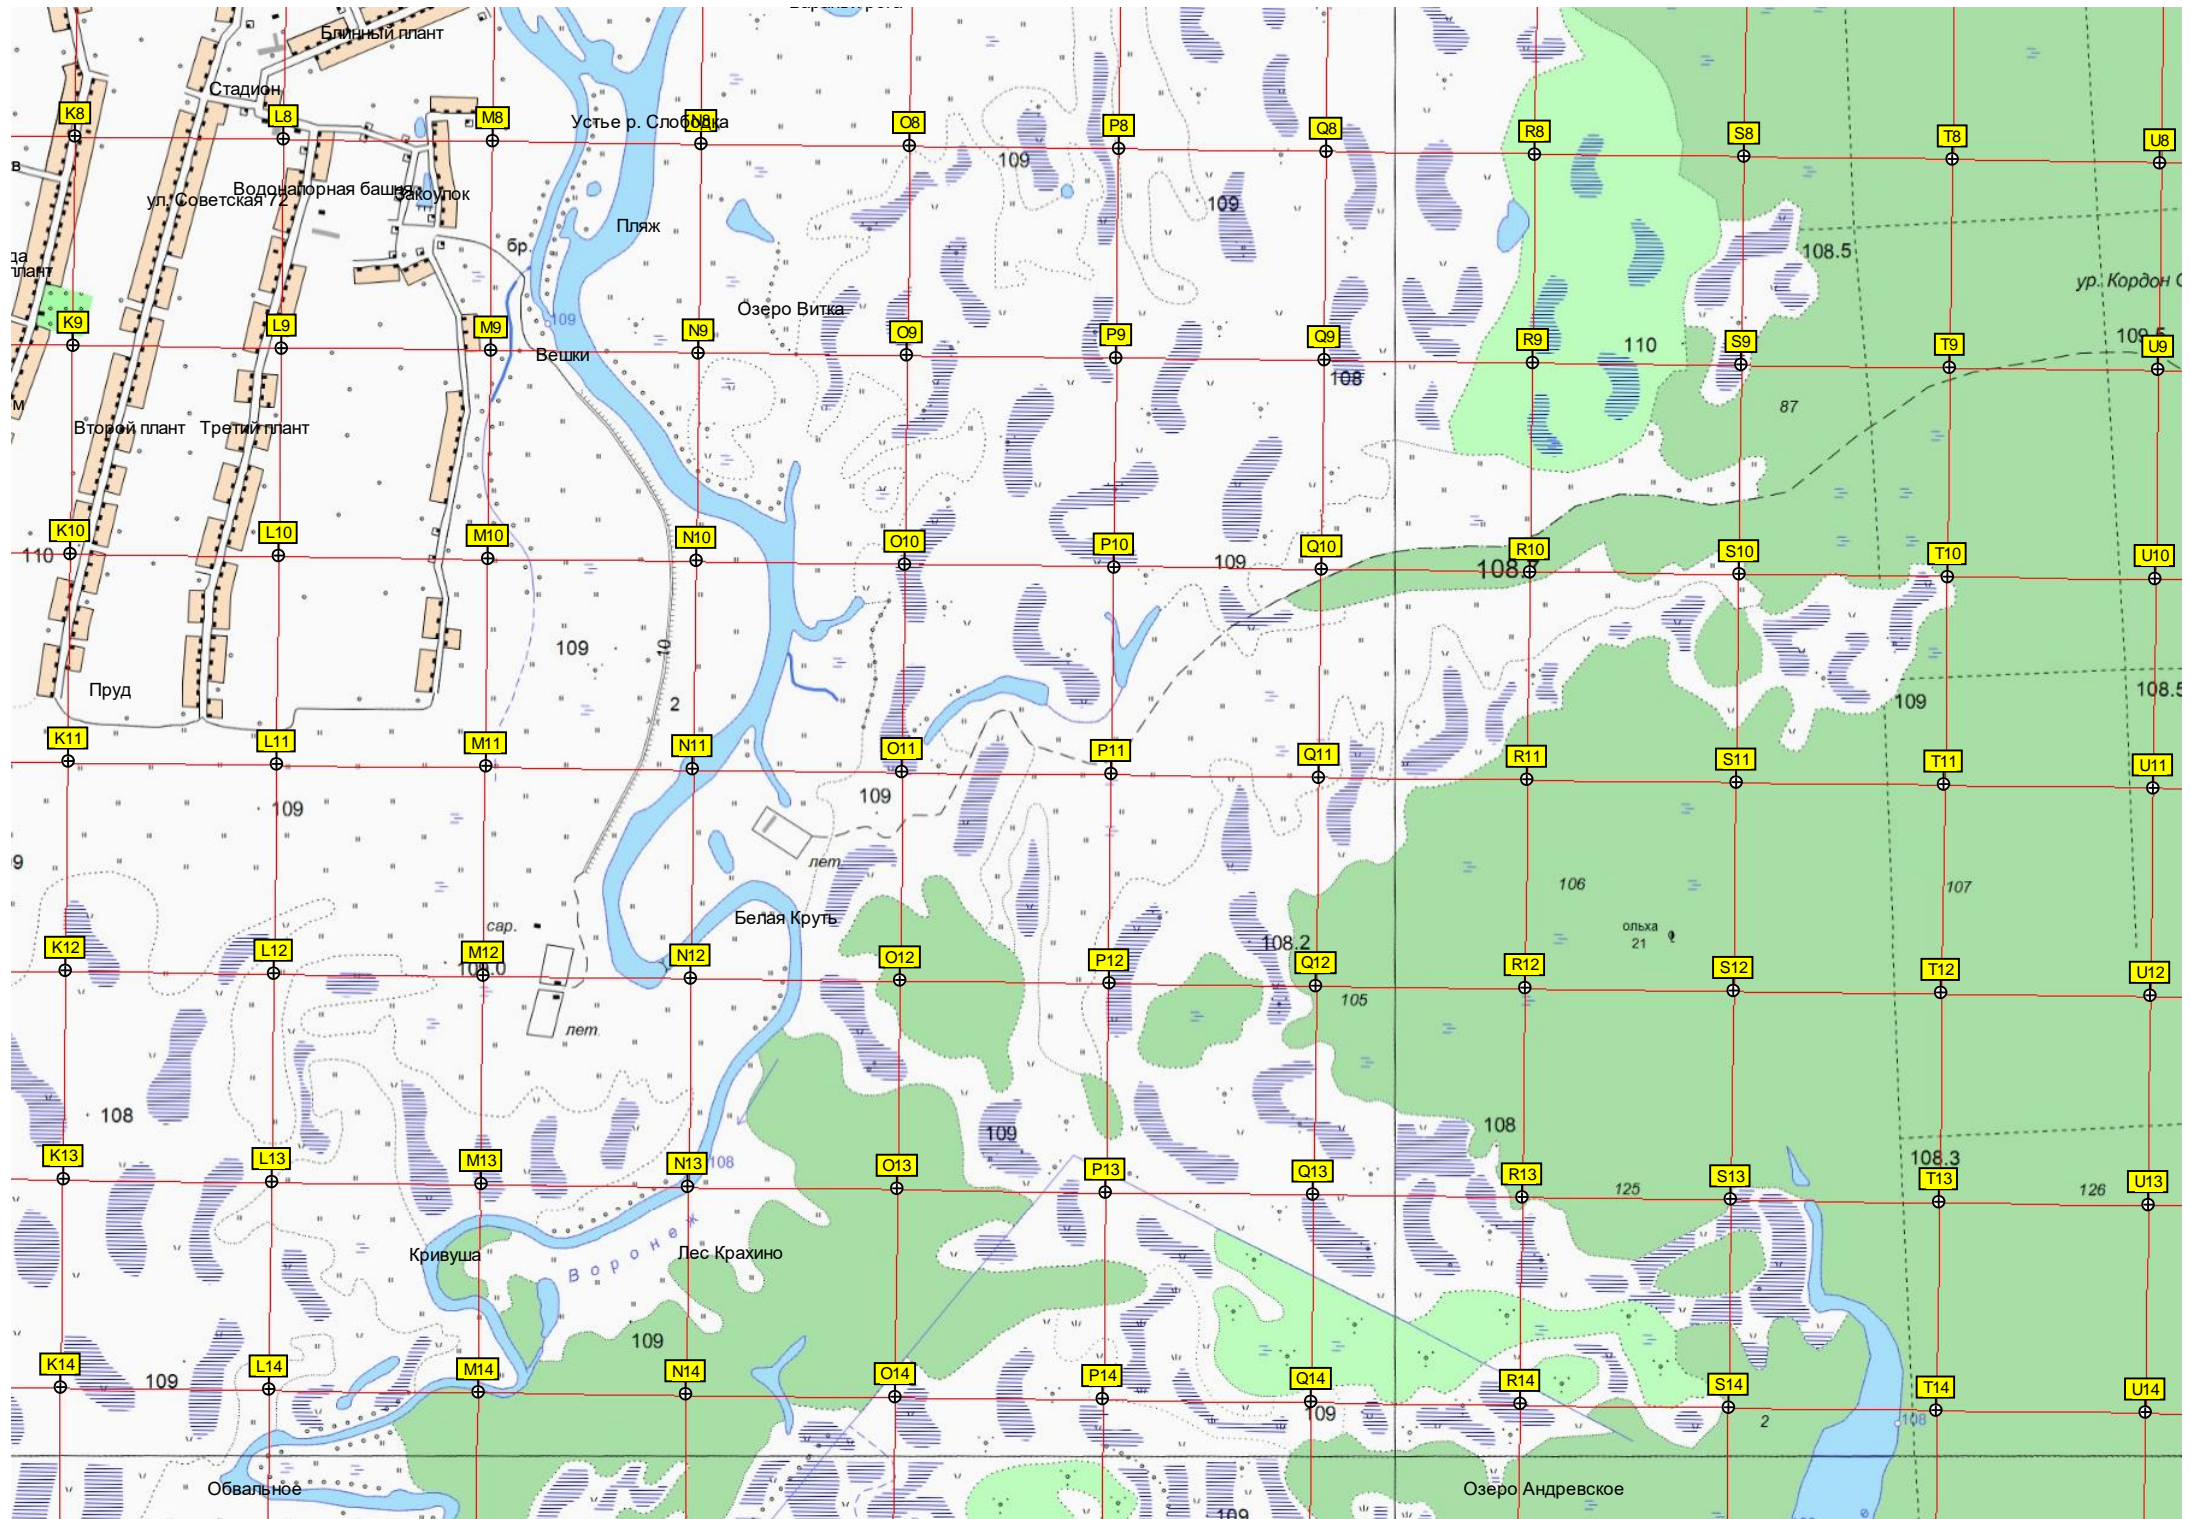 Блинный плант
Стадион
K8
L8
M8
Устье р. Слободка
N8
O8
P8
Q8
R8
S8
T8
U8
109
в
Водонапорная башня
ул. Советская 72
Закоулок
109
Пляж
бр.
108.5
да
плант
ур. Кордон С
Озеро Витка
109
K9
L9
M9
N9
O9
P9
Q9
R9
110
S9
T9
109.5
U9
Вешки
108
м
87
Второй плант
Третий плант
110
K10
L10
M10
N10
O10
P10
109
Q10
R10
108.7
S10
T10
U10
109
10
Пруд
2
109
108.5
K11
L11
M11
N11
O11
P11
Q11
R11
S11
T11
U11
109
109
9
лет.
106
107
Белая Круть
сар.
ольха
21
108.2
K12
L12
M12
N12
O12
P12
Q12
R12
S12
T12
U12
105
лет.
108
109
108
K13
L13
M13
N13
108
O13
P13
Q13
R13
125
S13
108.3
T13
126
U13
Кривуша
Воронеж
Лес Крахино
109
K14
109
L14
M14
N14
O14
P14
Q14
109
R14
S14
2
T14
108
U14
Обвальное
Озеро Андревское
109